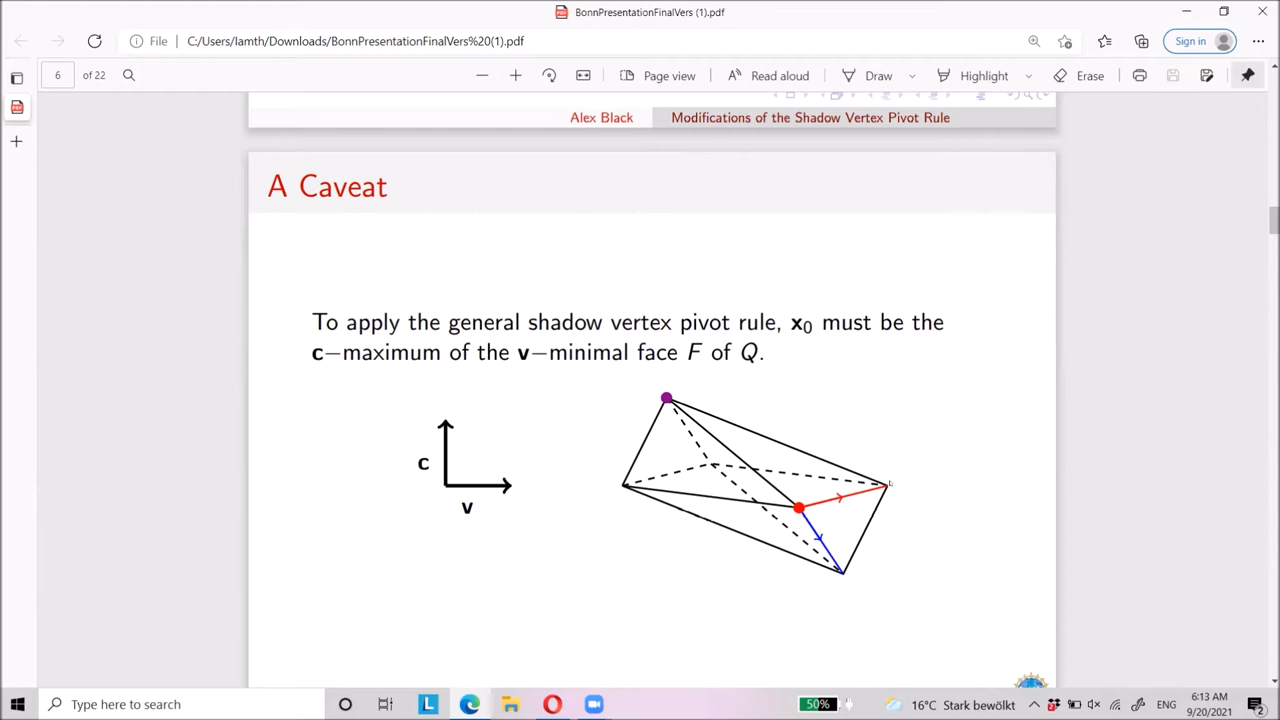 BonnPresentationFinalVers (1).pdf
File
C:/Users/Iamth/Downloads/BonnPresentationFinalVers%20(1).pdf
Sign in
6 of 22
Page view
Read aloud
Draw
Highlight
Erase
Alex Black
Modifications of the Shadow Vertex Pivot Rule
A Caveat
To apply the general shadow vertex pivot rule, x₀ must be the
c−maximum of the v−minimal face F of Q.
c
v
Type here to search
L
50%
16°C Stark bewölkt
ENG
6:13 AM
9/20/2021
2